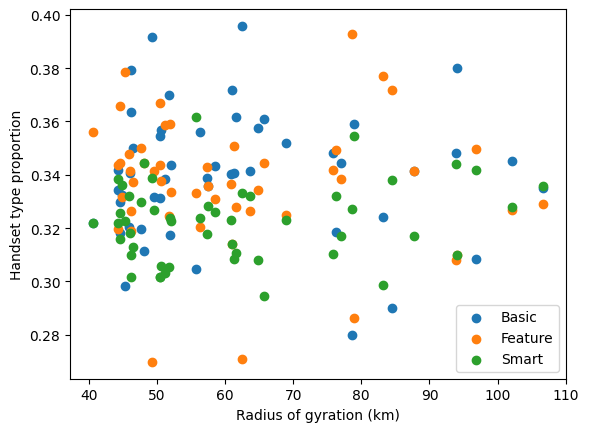 0.40
0.38
0.36
0.34
0.32
0.30
0.28
Handset type proportion
40 50 60 70 80 90 100 110
Radius of gyration (km)
Basic
Feature
Smart